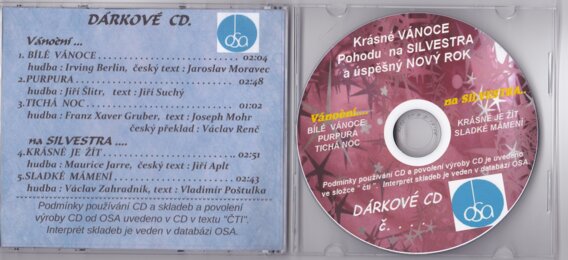 DÁRKOVÉ CD.
OSA
Vánoční ...
1. BÍLÉ VÁNOCE ............ 02:04
hudba : Irving Berlin, český text : Jaroslav Moravec
2. PURPURA ............ 02:48
hudba : Jiří Šlitr, text : Jiří Suchý
3. TICHÁ NOC ............ 01:02
hudba : Franz Xaver Gruber, text : Joseph Mohr
český překlad : Václav Renč
na SILVESTRA ....
4. KRÁSNÉ JE ŽÍT ............ 02:51
hudba : Maurice Jarre, český text : Jiří Aplt
5. SLADKÉ MÁMENÍ ............ 02:43
hudba : Václav Zahradník, text : Vladimír Poštulka
Podmínky používání CD a skladeb a povolení
výroby CD od OSA uvedeno v CD v textu "ČTI".
Interprét skladeb je veden v databází OSA.
Krásné VÁNOCE
Pohodu na SILVESTRA
a úspěšný NOVÝ ROK
Vánoční....
BÍLÉ VÁNOCE
PURPURA
TICHÁ NOC
na SILVESTRA...
KRÁSNÉ JE ŽÍT
SLADKÉ MÁMENÍ
Podmínky používání CD a povolení výroby CD je uvedeno
ve složce " čti ". Interprét skladeb je veden v databází OSA.
DÁRKOVÉ CD
č. . . . .
OSA